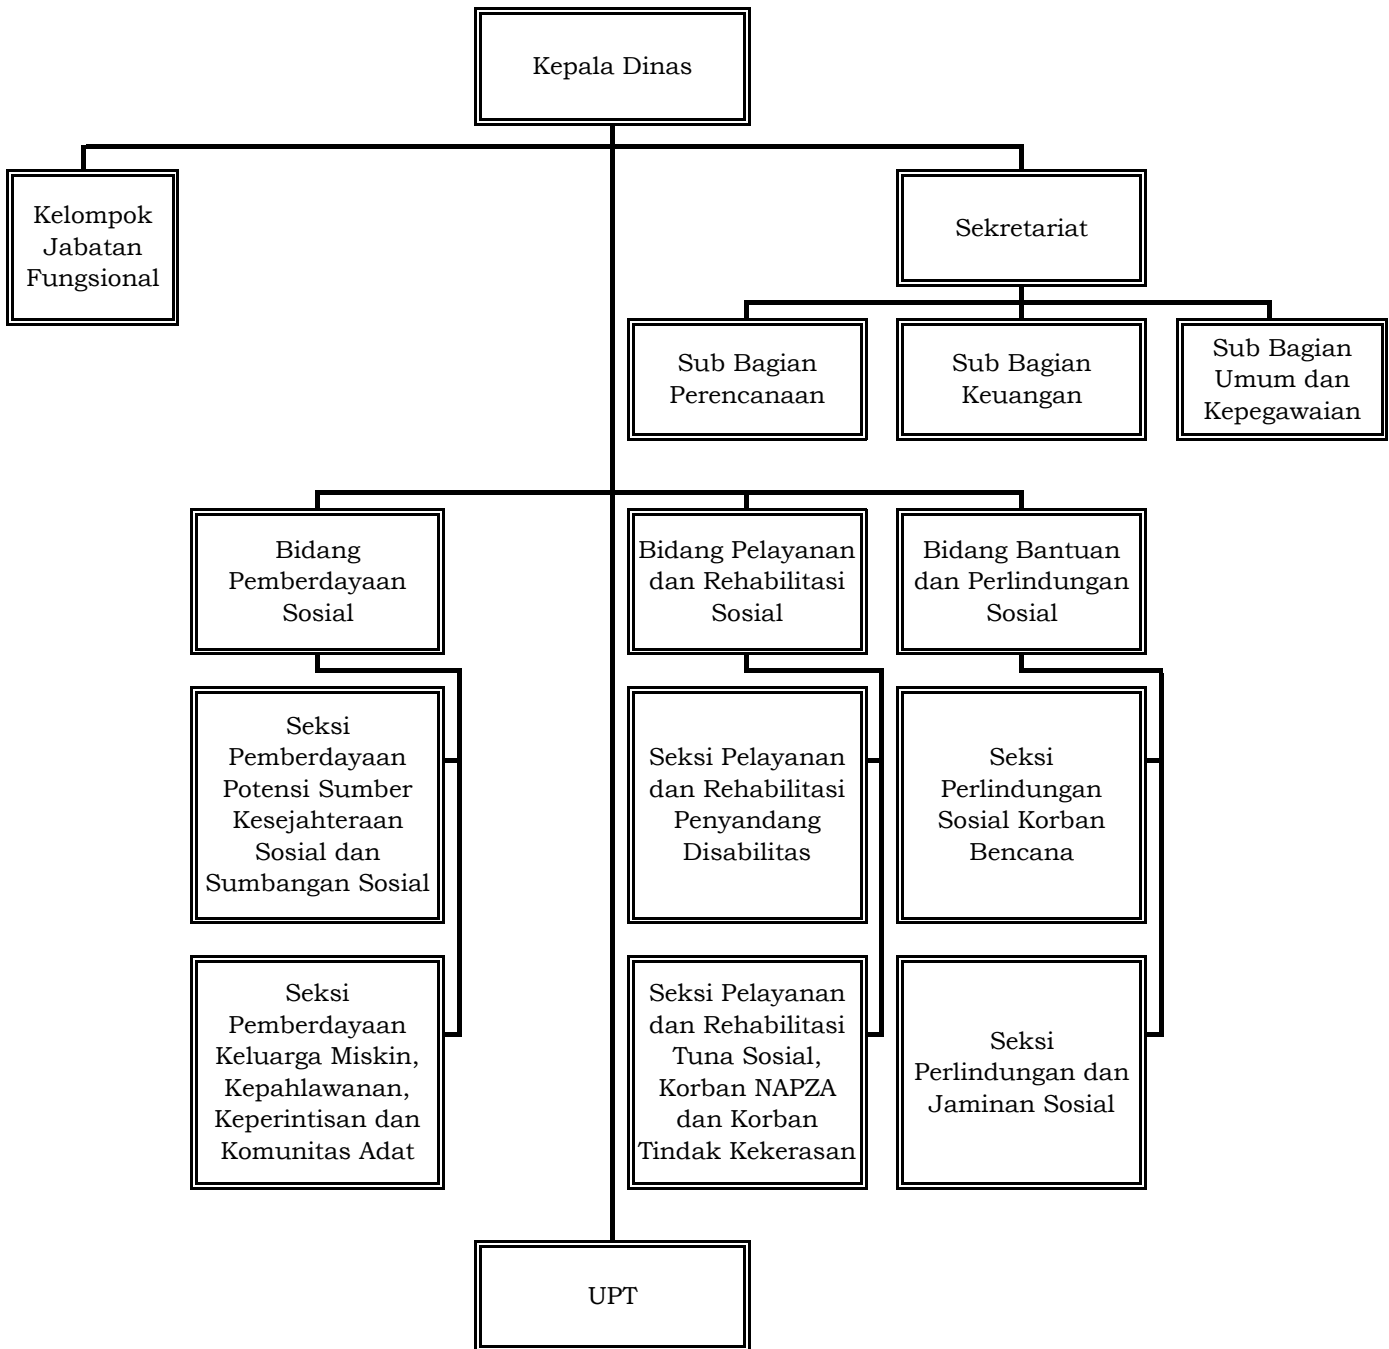 Kepala Dinas
Kelompok
Jabatan
Fungsional
Sekretariat
Sub Bagian
Perencanaan
Sub Bagian
Keuangan
Sub Bagian
Umum dan
Kepegawaian
Bidang
Pemberdayaan
Sosial
Bidang Pelayanan
dan Rehabilitasi
Sosial
Bidang Bantuan
dan Perlindungan
Sosial
Seksi
Pemberdayaan
Potensi Sumber
Kesejahteraan
Sosial dan
Sumbangan Sosial
Seksi Pelayanan
dan Rehabilitasi
Penyandang
Disabilitas
Seksi
Perlindungan
Sosial Korban
Bencana
Seksi
Pemberdayaan
Keluarga Miskin,
Kepahlawanan,
Keperintisan dan
Komunitas Adat
Seksi Pelayanan
dan Rehabilitasi
Tuna Sosial,
Korban NAPZA
dan Korban
Tindak Kekerasan
Seksi
Perlindungan dan
Jaminan Sosial
UPT